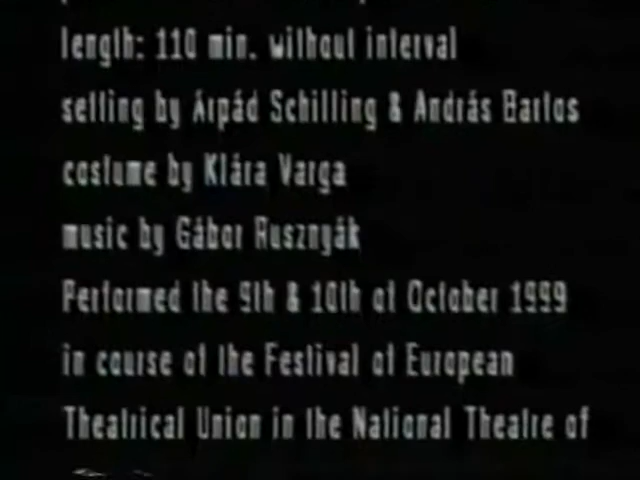 length: 110 min. without interval
setting by Árpád Schilling & András Bartos
costume by Klára Varga
music by Gábor Rusznyák
Performed the 9th & 10th of October 1999
in course of the Festival of European
Theatrical Union in the National Theatre of